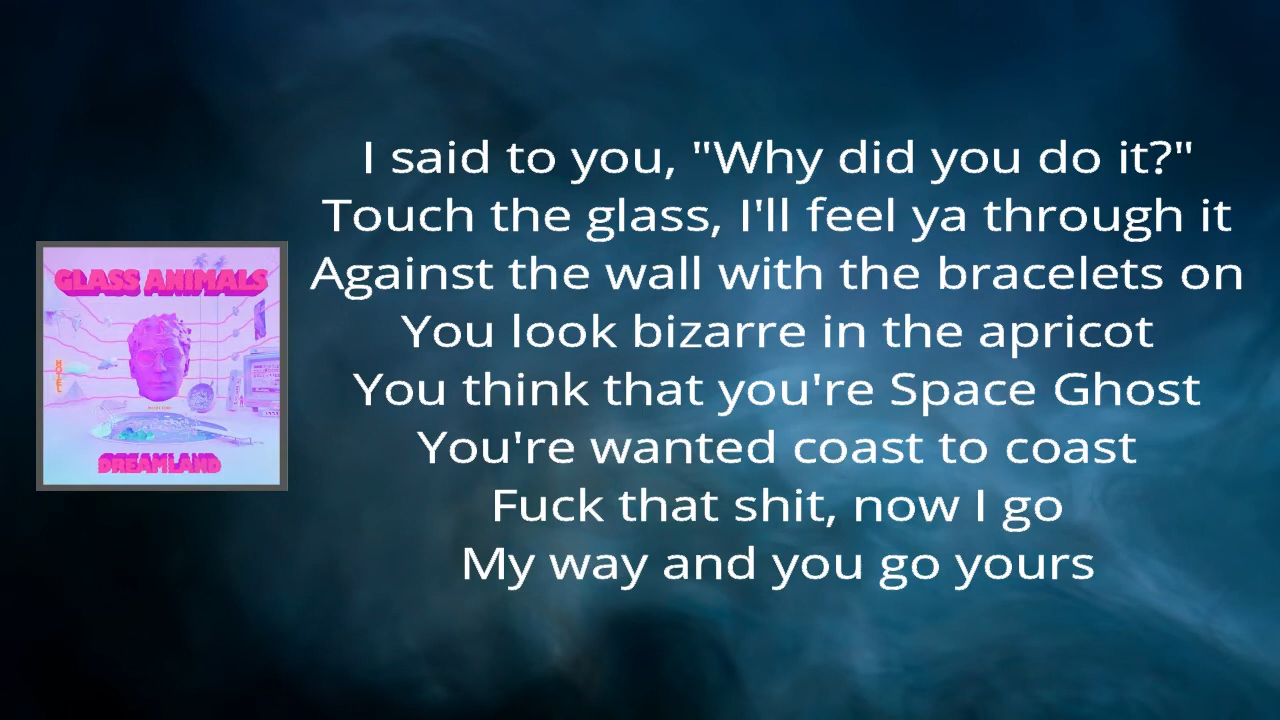 GLASS ANIMALS
HOTEL
DREAMLAND
I said to you, "Why did you do it?"
Touch the glass, I'll feel ya through it
Against the wall with the bracelets on
You look bizarre in the apricot
You think that you're Space Ghost
You're wanted coast to coast
Fuck that shit, now I go
My way and you go yours